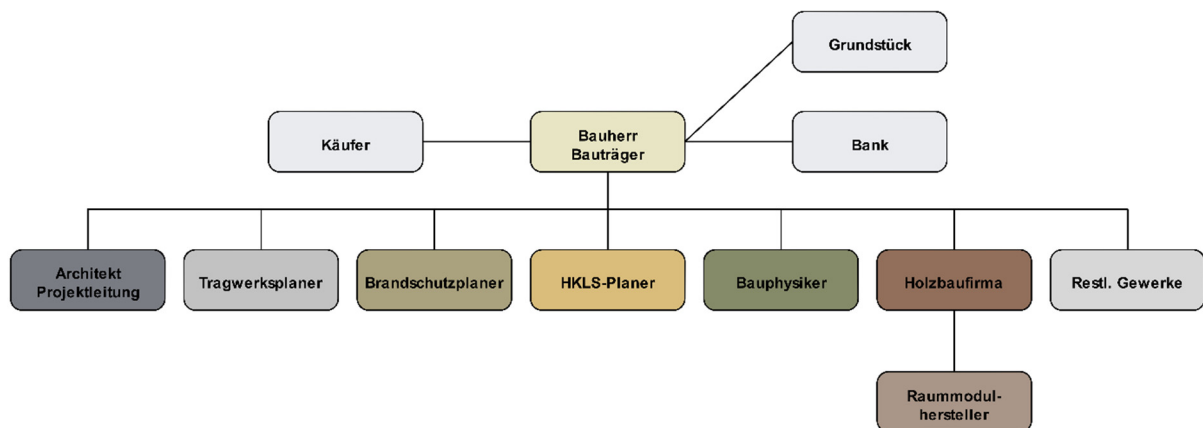 Grundstück
Käufer
Bauherr
Bauträger
Bank
Architekt
Projektleitung
Tragwerksplaner
Brandschutzplaner
HKLS-Planer
Bauphysiker
Holzbaufirma
Restl. Gewerke
Raummodul-
hersteller